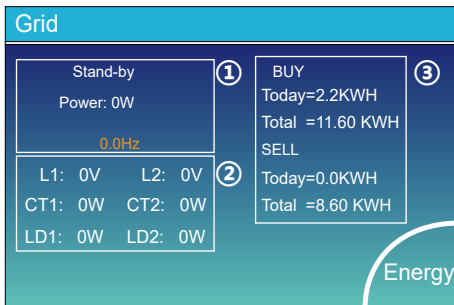 Grid
Stand-by
Power: 0W
0.0Hz
①
L1: 0V L2: 0V
CT1: 0W CT2: 0W
LD1: 0W LD2: 0W
②
BUY
Today=2.2KWH
Total =11.60 KWH
SELL
Today=0.0KWH
Total =8.60 KWH
③
Energy